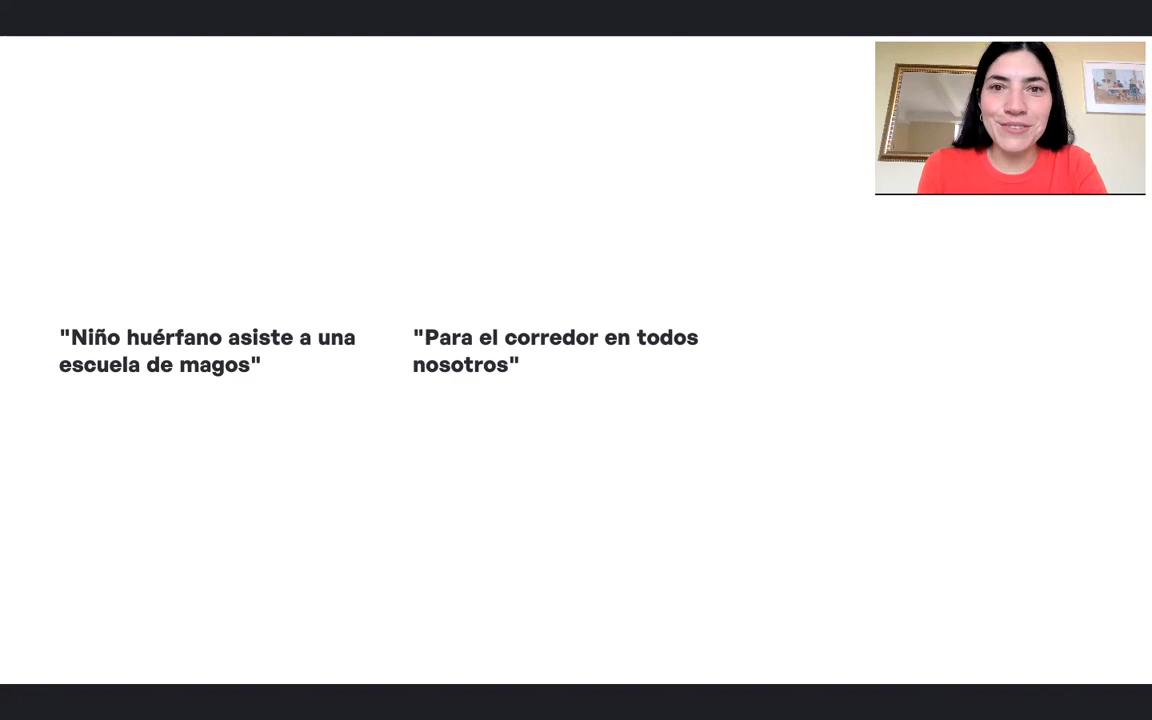 "Niño huérfano asiste a una
escuela de magos"
"Para el corredor en todos
nosotros"